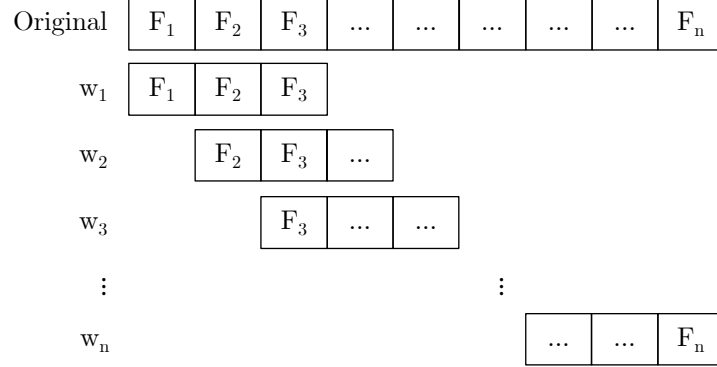 Original F₁ F₂ F₃ ... ... ... ... ... Fₙ
w₁ F₁ F₂ F₃
w₂ F₂ F₃ ...
w₃ F₃ ... ...
⋮ ⋮
wₙ ... ... Fₙ